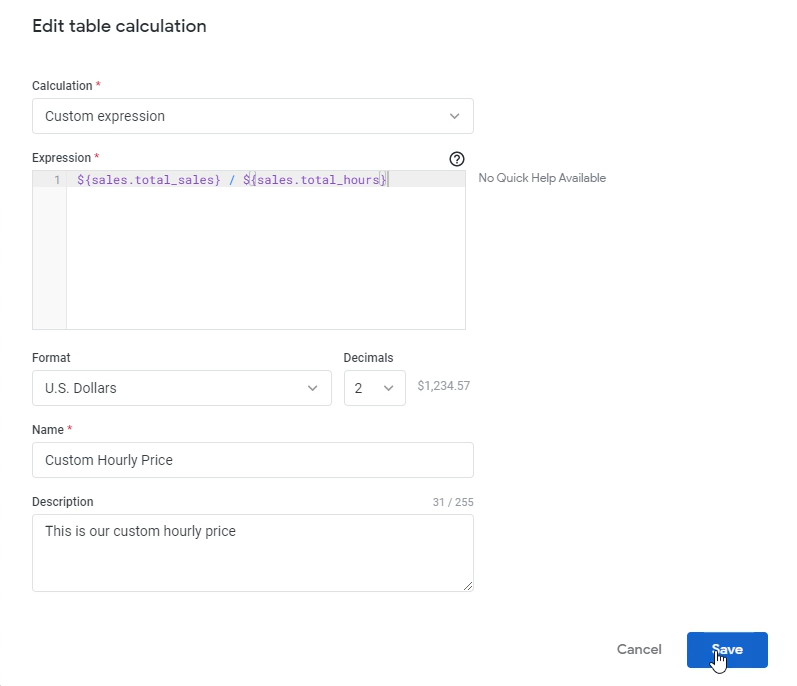 Edit table calculation
Calculation *
Custom expression
Expression *
1 ${sales.total_sales} / ${sales.total_hours}
No Quick Help Available
Format
Decimals
U.S. Dollars
2
$1,234.57
Name *
Custom Hourly Price
Description
31 / 255
This is our custom hourly price
Cancel
Save